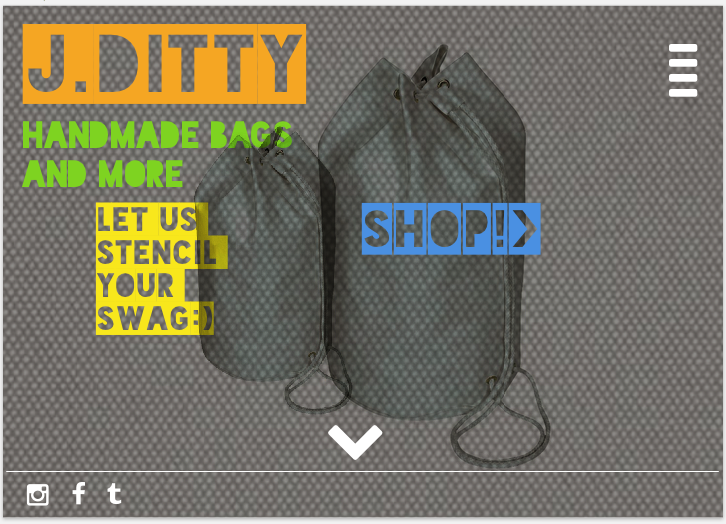 J.DITTY
HANDMADE BAGS
AND MORE
LET US
STENCIL
YOUR
SWAG:)
SHOP!>